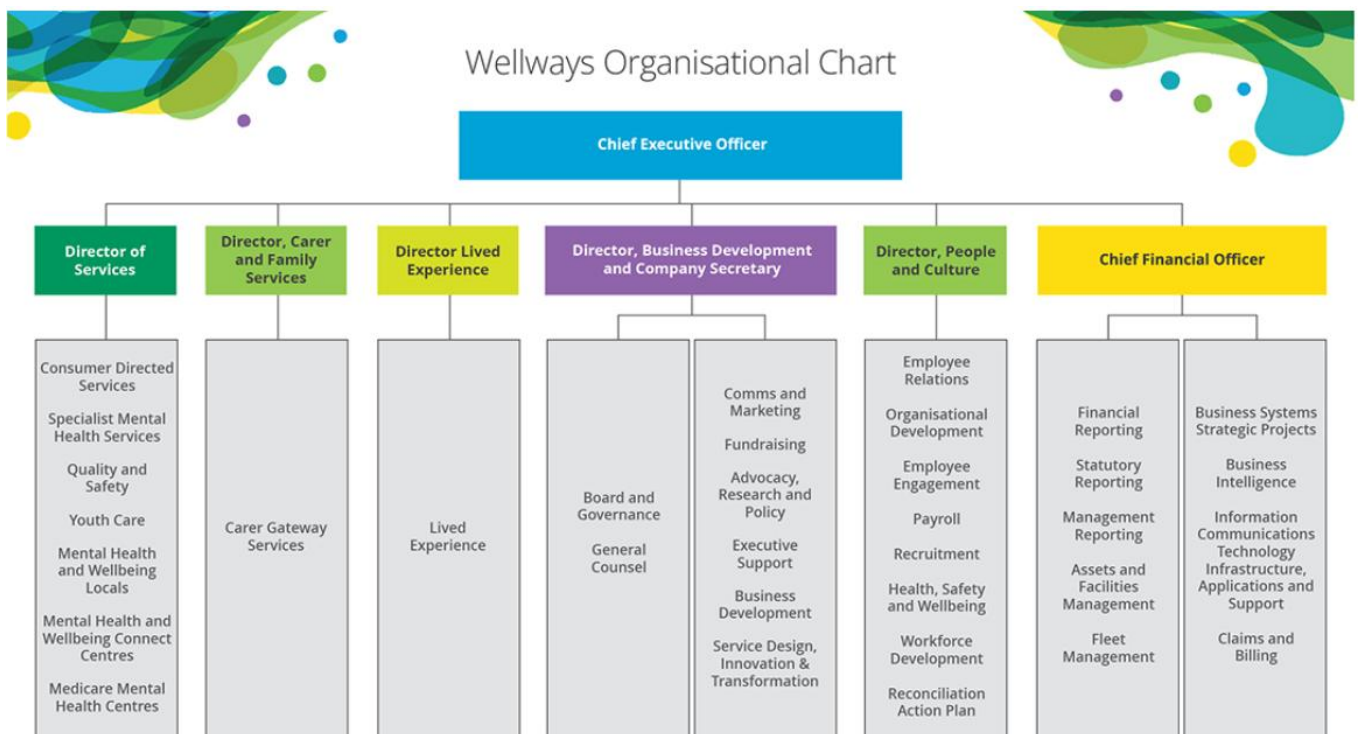 Wellways Organisational Chart
Chief Executive Officer
Director of
Services
Director, Carer
and Family
Services
Director Lived
Experience
Director, Business Development
and Company Secretary
Director, People
and Culture
Chief Financial Officer
Consumer Directed
Services
Specialist Mental
Health Services
Quality and
Safety
Youth Care
Mental Health
and Wellbeing
Locals
Mental Health and
Wellbeing Connect
Centres
Medicare Mental
Health Centres
Carer Gateway
Services
Lived
Experience
Board and
Governance
General
Counsel
Comms and
Marketing
Fundraising
Advocacy,
Research and
Policy
Executive
Support
Business
Development
Service Design,
Innovation &
Transformation
Employee
Relations
Organisational
Development
Employee
Engagement
Payroll
Recruitment
Health, Safety
and Wellbeing
Workforce
Development
Reconciliation
Action Plan
Financial
Reporting
Statutory
Reporting
Management
Reporting
Assets and
Facilities
Management
Fleet
Management
Business Systems
Strategic Projects
Business
Intelligence
Information
Communications
Technology
Infrastructure,
Applications and
Support
Claims and
Billing